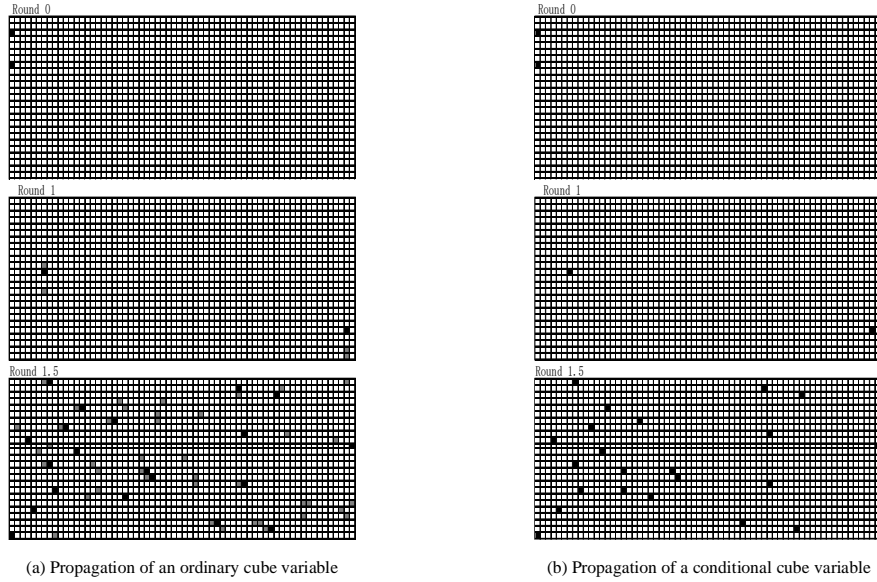 Round 0
Round 1
Round 1.5
(a) Propagation of an ordinary cube variable
Round 0
Round 1
Round 1.5
(b) Propagation of a conditional cube variable